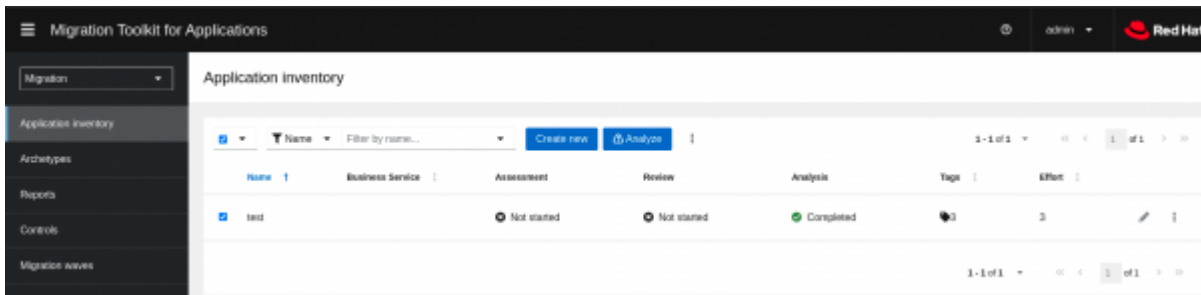 Migration Toolkit for Applications
admin
Red Hat
Migration
Application inventory
Application inventory
Archetypes
Reports
Controls
Migration waves
Name
Filter by name...
Create new
Analyze
1-1 of 1
1 of 1
Name Business Service Assessment Review Analysis Tags Effort
test Not started Not started Completed 3 3
1-1 of 1
1 of 1